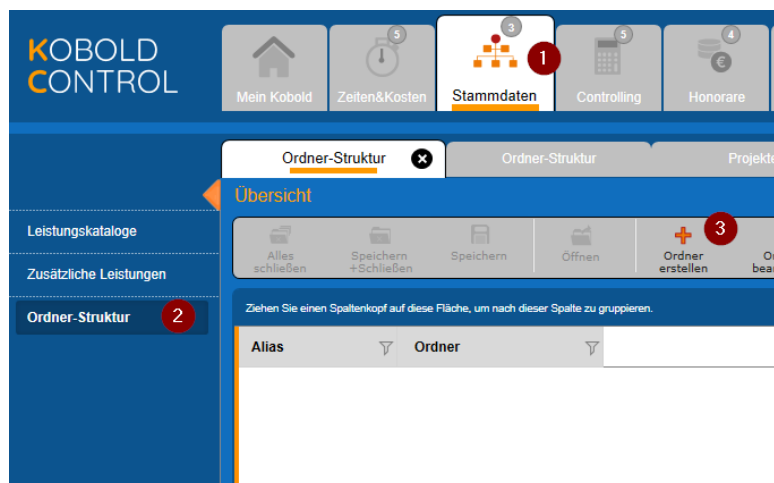 KOBOLD
CONTROL
5
3
5
4
1
Mein Kobold
Zeiten&Kosten
Stammdaten
Controlling
Honorare
Ordner-Struktur
Ordner-Struktur
Übersicht
Leistungskataloge
Zusätzliche Leistungen
Ordner-Struktur
2
Alles
schließen
Speichern
+Schließen
Speichern
Öffnen
Ordner
erstellen
3
Ziehen Sie einen Spaltenkopf auf diese Fläche, um nach dieser Spalte zu gruppieren.
Alias
Ordner